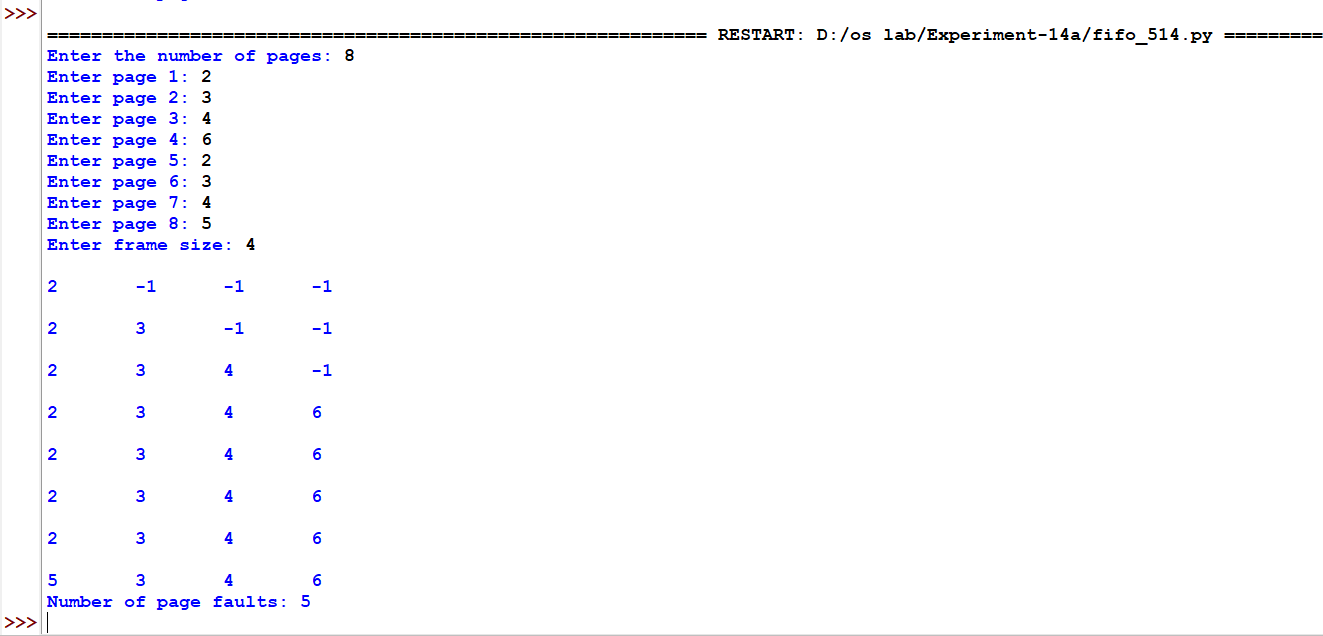 >>>
============================================================ RESTART: D:/os lab/Experiment-14a/fifo_514.py =========
Enter the number of pages: 8
Enter page 1: 2
Enter page 2: 3
Enter page 3: 4
Enter page 4: 6
Enter page 5: 2
Enter page 6: 3
Enter page 7: 4
Enter page 8: 5
Enter frame size: 4
2 -1 -1 -1
2 3 -1 -1
2 3 4 -1
2 3 4 6
2 3 4 6
2 3 4 6
2 3 4 6
5 3 4 6
Number of page faults: 5
>>>